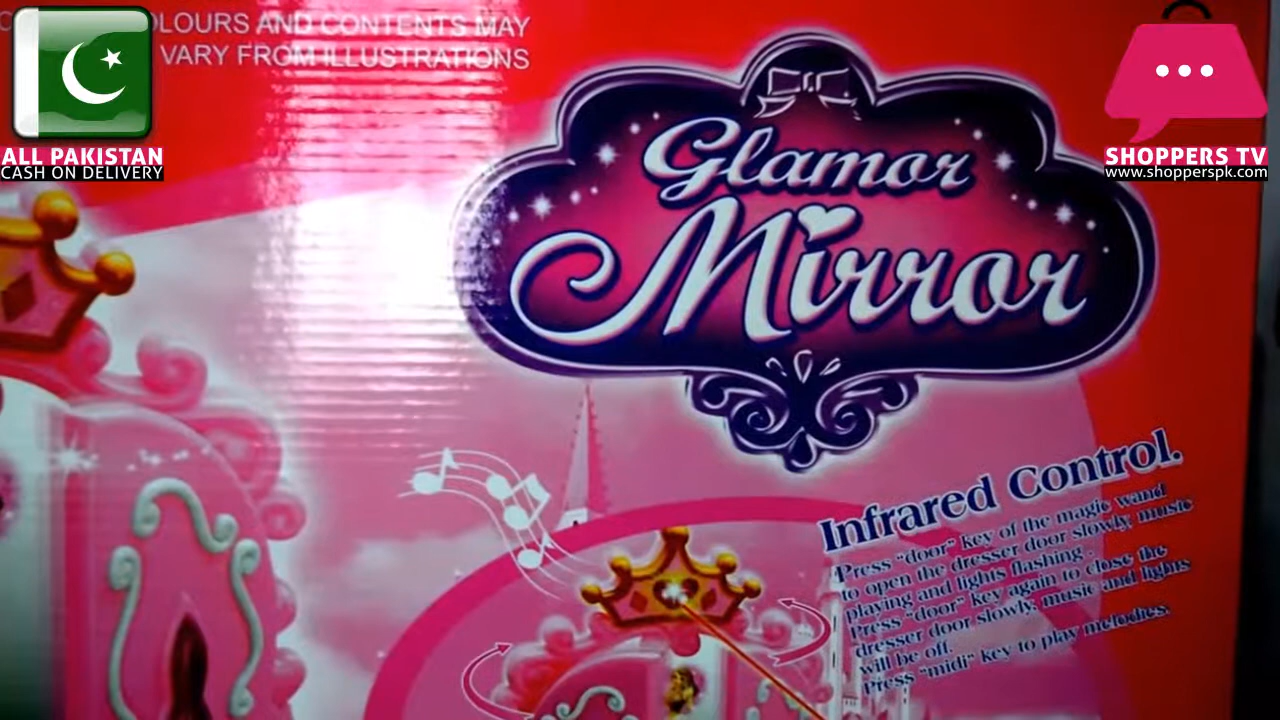 COLOURS AND CONTENTS MAY
VARY FROM ILLUSTRATIONS
ALL PAKISTAN
CASH ON DELIVERY
SHOPPERS TV
www.shopperspk.com
Glamor
Mirror
Infrared Control.
Press "door" key of the magic wand
to open the dresser door slowly, music
playing and lights flashing.
Press "door" key again to close the
dresser door slowly, music and lights
will be off.
Press "midi" key to play melodies.